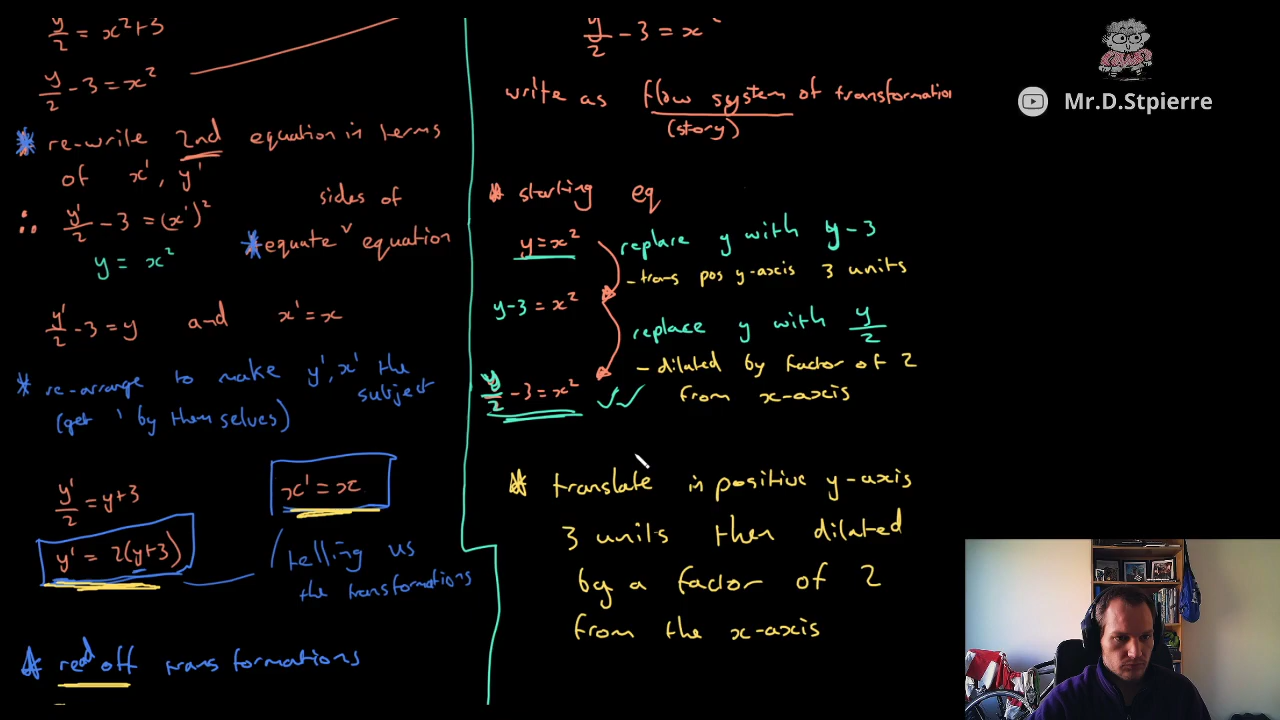 y/2 = x²+3
y/2 - 3 = x²
* re-write 2nd equation in terms
of x', y'
∴ y'/2 - 3 = (x')²
y = x²
sides of
* equate ˅ equation
y'/2 - 3 = y and x' = x
* re-arrange to make y', x' the
subject
(get ' by themselves)
y'/2 = y+3
x' = x
y' = 2(y+3)
telling us
the transformations
* read off transformations
y/2 - 3 = x²
write as flow system of transformation
(story)
* starting eq
y = x²
replace y with y-3
- trans pos y-axis 3 units
y-3 = x²
replace y with y/2
- dilated by factor of 2
from x-axis
y/2 - 3 = x² ✓✓
* translate in positive y-axis
3 units then dilated
by a factor of 2
from the x-axis
Mr.D.Stpierre